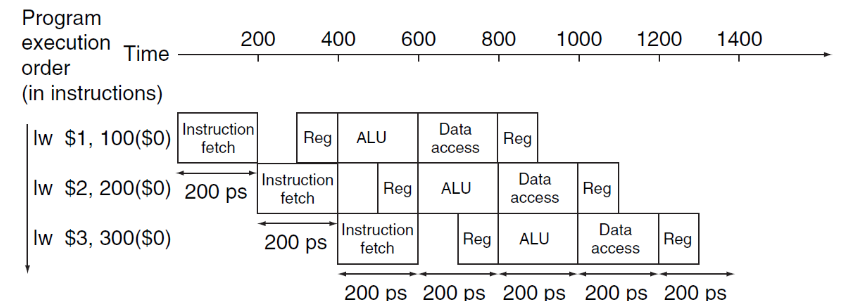 Program
execution
order
(in instructions)
Time
200 400 600 800 1000 1200 1400
lw $1, 100($0)
Instruction
fetch
Reg
ALU
Data
access
Reg
lw $2, 200($0)
200 ps
Instruction
fetch
Reg
ALU
Data
access
Reg
lw $3, 300($0)
200 ps
Instruction
fetch
Reg
ALU
Data
access
Reg
200 ps 200 ps 200 ps 200 ps 200 ps